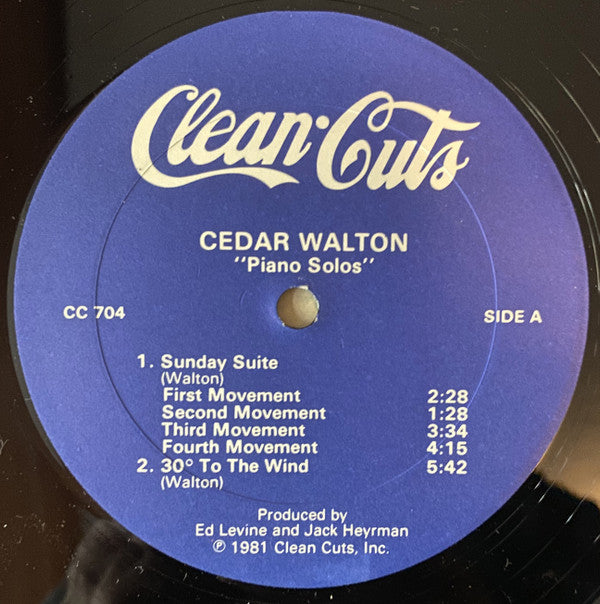 Clean·Cuts
CEDAR WALTON
"Piano Solos"
CC 704
SIDE A
1. Sunday Suite
(Walton)
First Movement 2:28
Second Movement 1:28
Third Movement 3:34
Fourth Movement 4:15
2. 30° To The Wind 5:42
(Walton)
Produced by
Ed Levine and Jack Heyrman
℗ 1981 Clean Cuts, Inc.